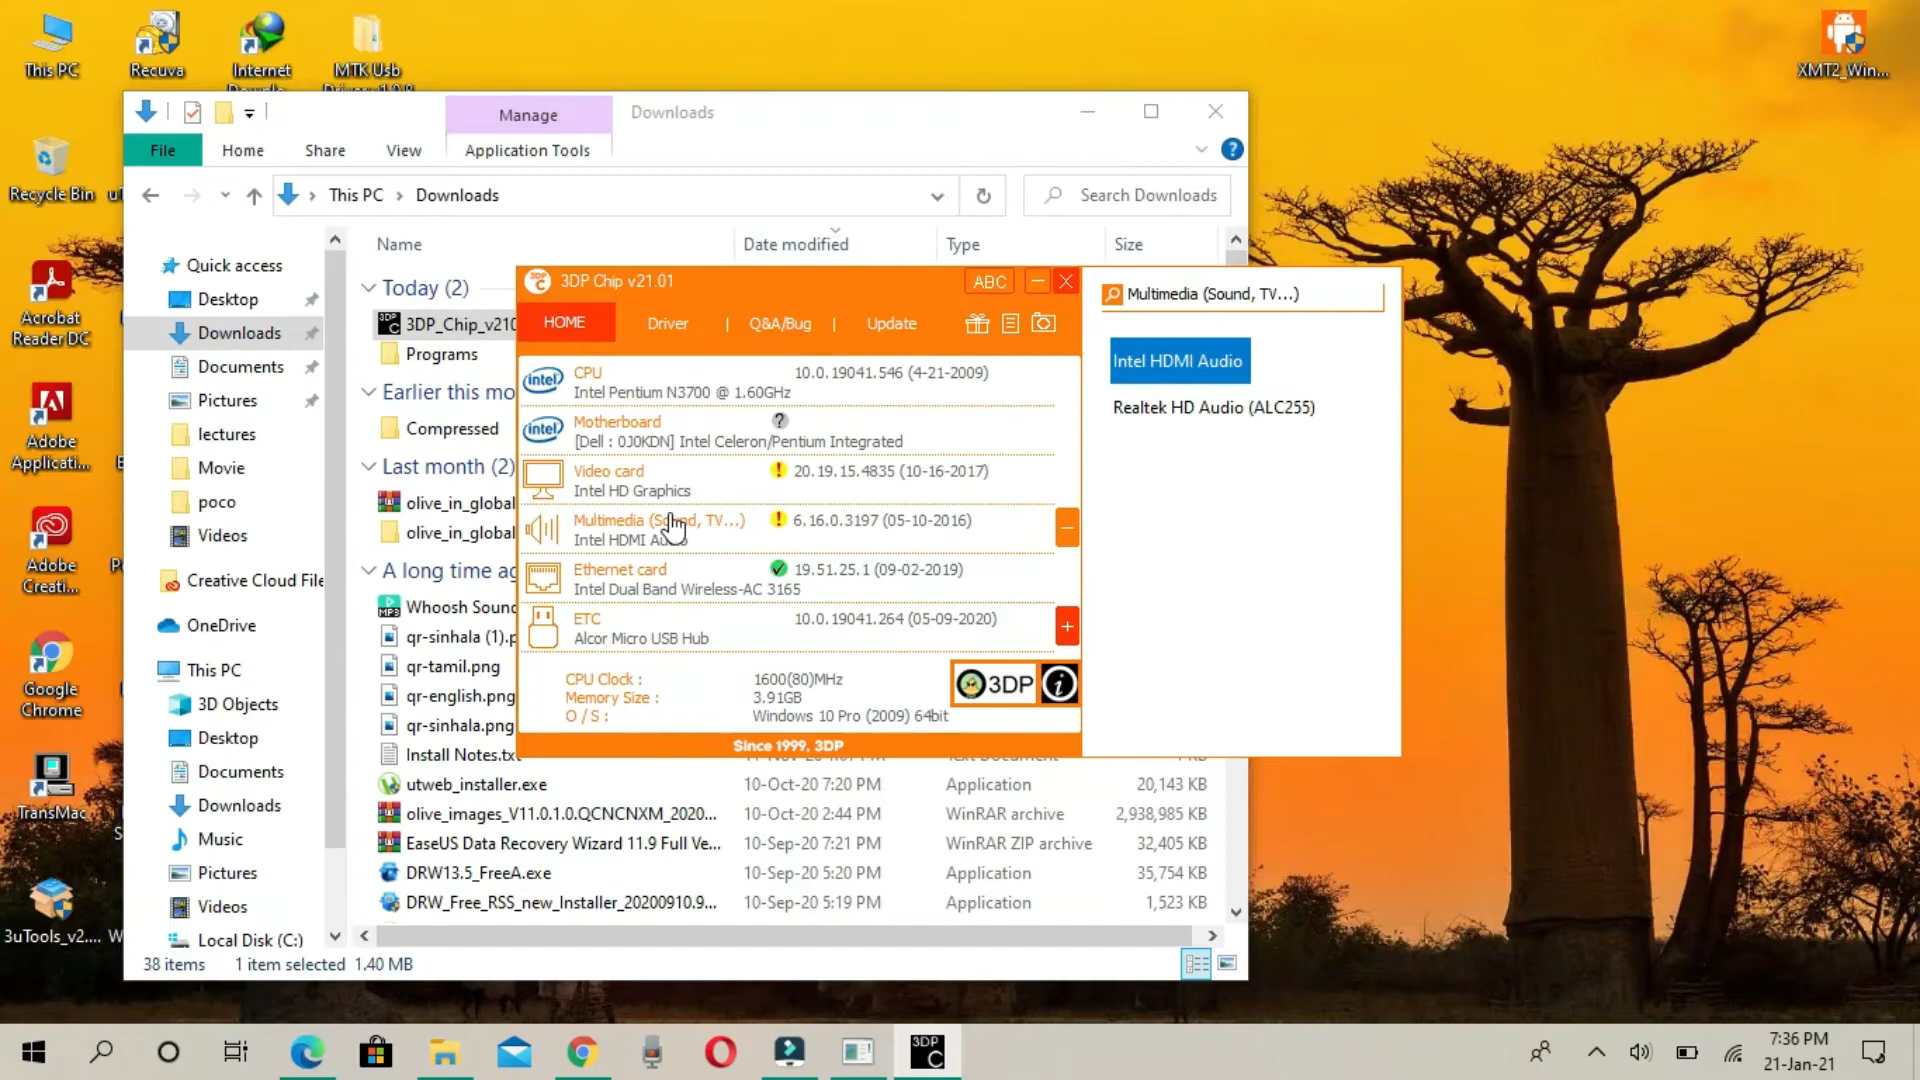 This PC
Recuva
Internet
MTK Usb
XMT2_Win...
Recycle Bin
Acrobat
Reader DC
Adobe
Applicati...
Adobe
Creati...
Google
Chrome
TransMac
3uTools_v2....
Manage
Downloads
File
Home
Share
View
Application Tools
This PC
Downloads
Search Downloads
Quick access
Desktop
Downloads
Documents
Pictures
lectures
Movie
poco
Videos
Creative Cloud File
OneDrive
This PC
3D Objects
Desktop
Documents
Downloads
Music
Pictures
Videos
Local Disk (C:)
Name
Date modified
Type
Size
Today (2)
3DP_Chip_v210
Programs
Earlier this mo
Compressed
Last month (2)
olive_in_global
olive_in_global
A long time ag
Whoosh Soun
qr-sinhala (1).p
qr-tamil.png
qr-english.png
qr-sinhala.png
Install Notes.txt
utweb_installer.exe 10-Oct-20 7:20 PM Application 20,143 KB
olive_images_V11.0.1.0.QCNCNXM_2020... 10-Oct-20 2:44 PM WinRAR archive 2,938,985 KB
EaseUS Data Recovery Wizard 11.9 Full Ve... 10-Sep-20 7:21 PM WinRAR ZIP archive 32,405 KB
DRW13.5_FreeA.exe 10-Sep-20 5:20 PM Application 35,754 KB
DRW_Free_RSS_new_Installer_20200910.9... 10-Sep-20 5:19 PM Application 1,523 KB
38 items 1 item selected 1.40 MB
3DP Chip v21.01
ABC
HOME
Driver
Q&A/Bug
Update
CPU 10.0.19041.546 (4-21-2009)
Intel Pentium N3700 @ 1.60GHz
Motherboard
[Dell : 0J0KDN] Intel Celeron/Pentium Integrated
Video card 20.19.15.4835 (10-16-2017)
Intel HD Graphics
Multimedia (Sound, TV...) 6.16.0.3197 (05-10-2016)
Intel HDMI Audio
Ethernet card 19.51.25.1 (09-02-2019)
Intel Dual Band Wireless-AC 3165
ETC 10.0.19041.264 (05-09-2020)
Alcor Micro USB Hub
CPU Clock : 1600(80)MHz
Memory Size : 3.91GB
O / S : Windows 10 Pro (2009) 64bit
3DP
Since 1999, 3DP
Multimedia (Sound, TV...)
Intel HDMI Audio
Realtek HD Audio (ALC255)
7:36 PM
21-Jan-21